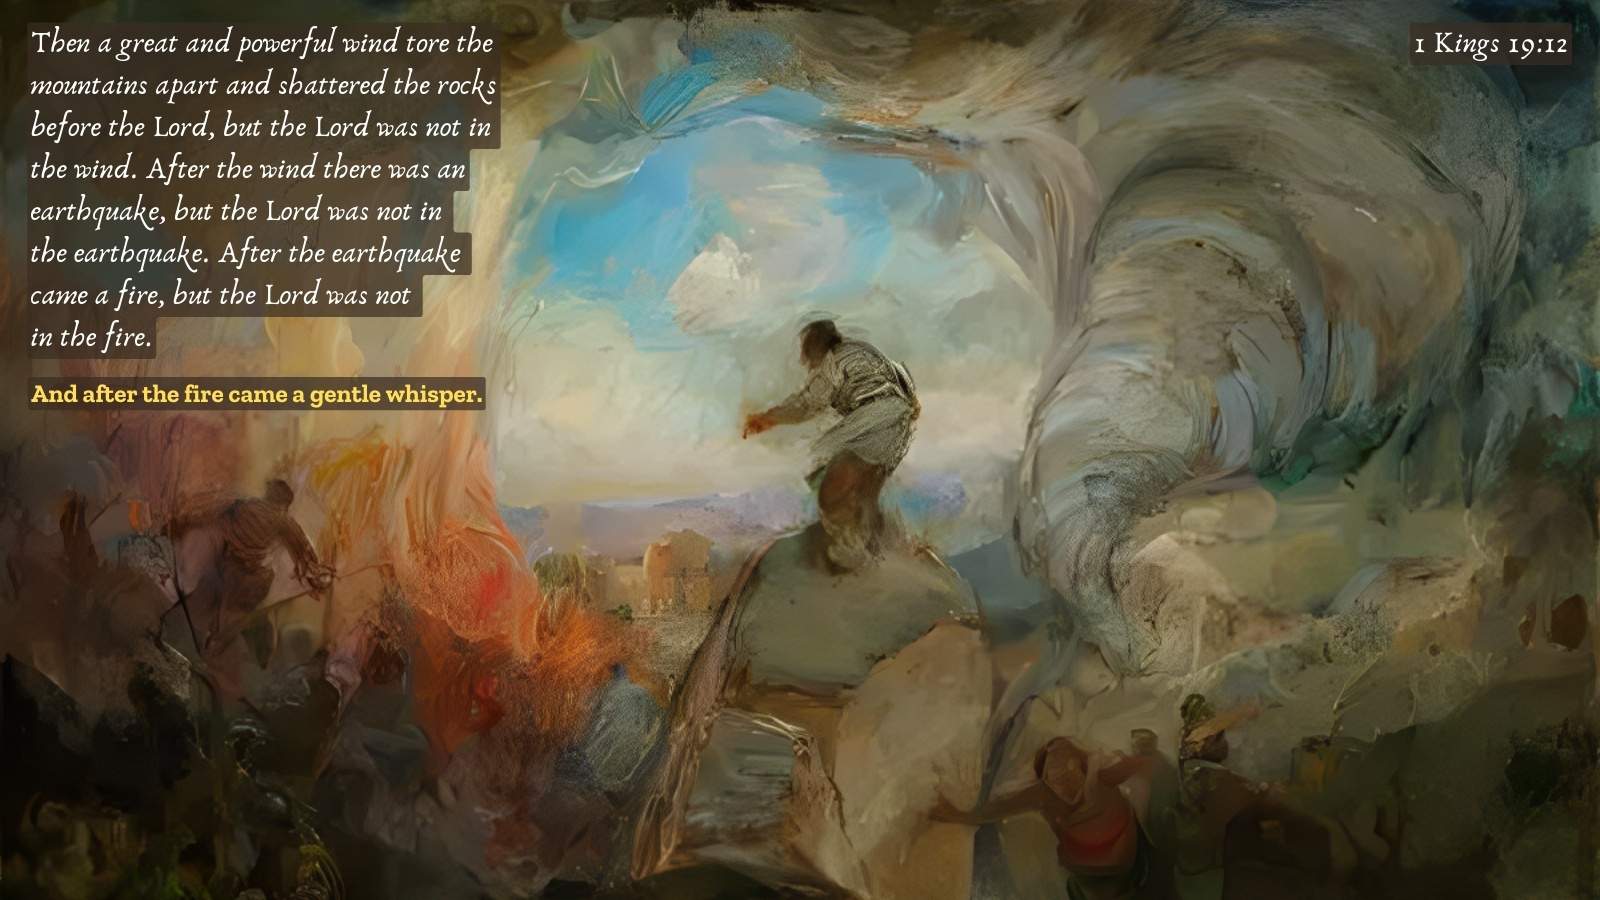 Then a great and powerful wind tore the
mountains apart and shattered the rocks
before the Lord, but the Lord was not in
the wind. After the wind there was an
earthquake, but the Lord was not in
the earthquake. After the earthquake
came a fire, but the Lord was not
in the fire.
And after the fire came a gentle whisper.
1 Kings 19:12